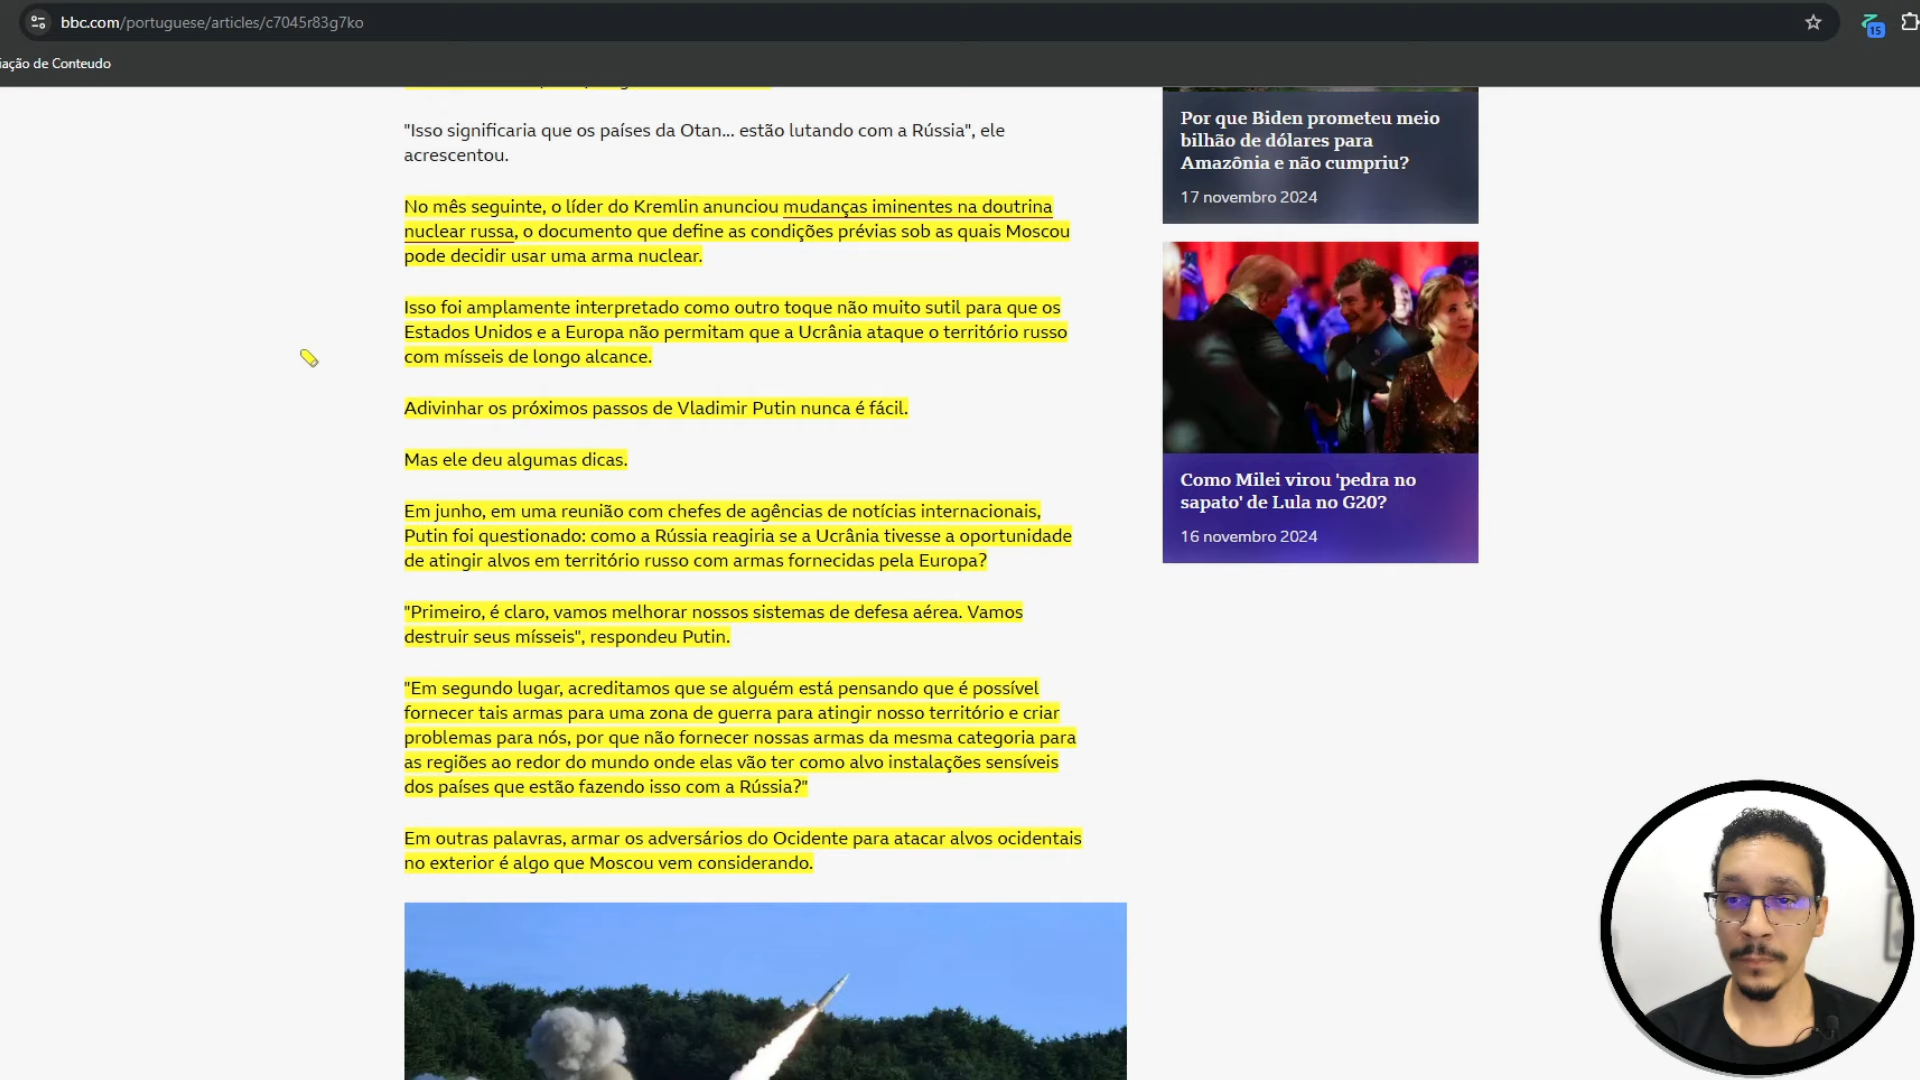 bbc.com/portuguese/articles/c7045r83g7ko
15
iação de Conteudo
"Isso significaria que os países da Otan... estão lutando com a Rússia", ele
acrescentou.
No mês seguinte, o líder do Kremlin anunciou mudanças iminentes na doutrina
nuclear russa, o documento que define as condições prévias sob as quais Moscou
pode decidir usar uma arma nuclear.
Isso foi amplamente interpretado como outro toque não muito sutil para que os
Estados Unidos e a Europa não permitam que a Ucrânia ataque o território russo
com mísseis de longo alcance.
Adivinhar os próximos passos de Vladimir Putin nunca é fácil.
Mas ele deu algumas dicas.
Em junho, em uma reunião com chefes de agências de notícias internacionais,
Putin foi questionado: como a Rússia reagiria se a Ucrânia tivesse a oportunidade
de atingir alvos em território russo com armas fornecidas pela Europa?
"Primeiro, é claro, vamos melhorar nossos sistemas de defesa aérea. Vamos
destruir seus mísseis", respondeu Putin.
"Em segundo lugar, acreditamos que se alguém está pensando que é possível
fornecer tais armas para uma zona de guerra para atingir nosso território e criar
problemas para nós, por que não fornecer nossas armas da mesma categoria para
as regiões ao redor do mundo onde elas vão ter como alvo instalações sensíveis
dos países que estão fazendo isso com a Rússia?"
Em outras palavras, armar os adversários do Ocidente para atacar alvos ocidentais
no exterior é algo que Moscou vem considerando.
Por que Biden prometeu meio
bilhão de dólares para
Amazônia e não cumpriu?
17 novembro 2024
Como Milei virou 'pedra no
sapato' de Lula no G20?
16 novembro 2024